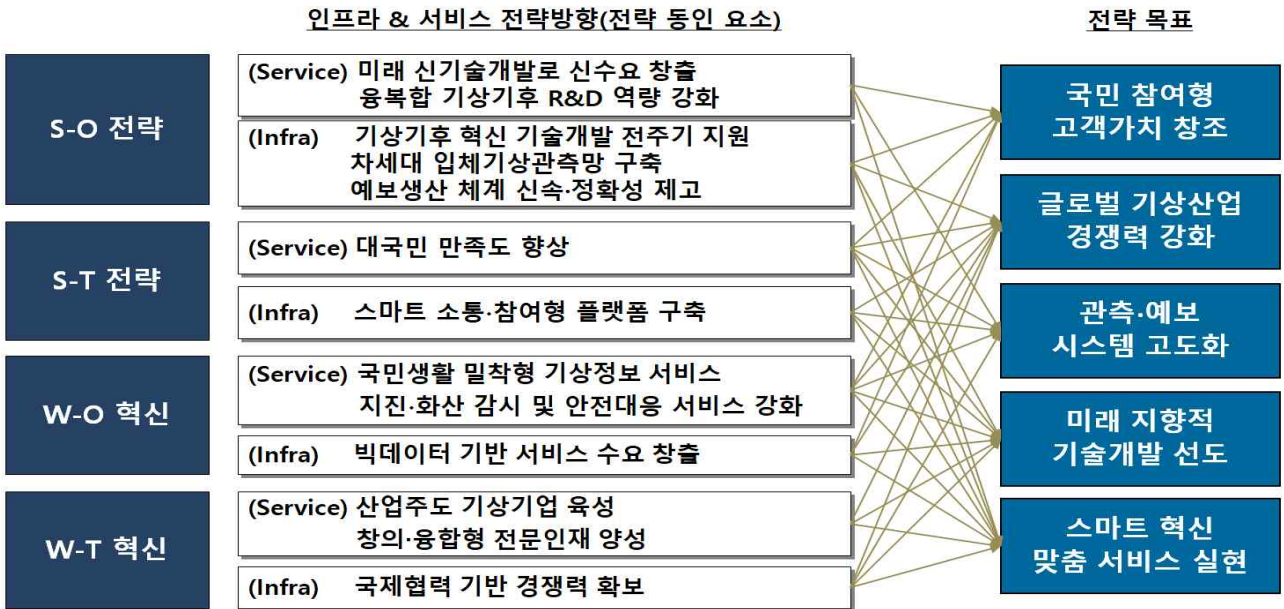 인프라 & 서비스 전략방향(전략 동인 요소)
전략 목표
S-O 전략
(Service) 미래 신기술개발로 신수요 창출
융복합 기상기후 R&D 역량 강화
(Infra) 기상기후 혁신 기술개발 전주기 지원
차세대 입체기상관측망 구축
예보생산 체계 신속·정확성 제고
S-T 전략
(Service) 대국민 만족도 향상
(Infra) 스마트 소통·참여형 플랫폼 구축
W-O 혁신
(Service) 국민생활 밀착형 기상정보 서비스
지진·화산 감시 및 안전대응 서비스 강화
(Infra) 빅데이터 기반 서비스 수요 창출
W-T 혁신
(Service) 산업주도 기상기업 육성
창의·융합형 전문인재 양성
(Infra) 국제협력 기반 경쟁력 확보
국민 참여형
고객가치 창조
글로벌 기상산업
경쟁력 강화
관측·예보
시스템 고도화
미래 지향적
기술개발 선도
스마트 혁신
맞춤 서비스 실현